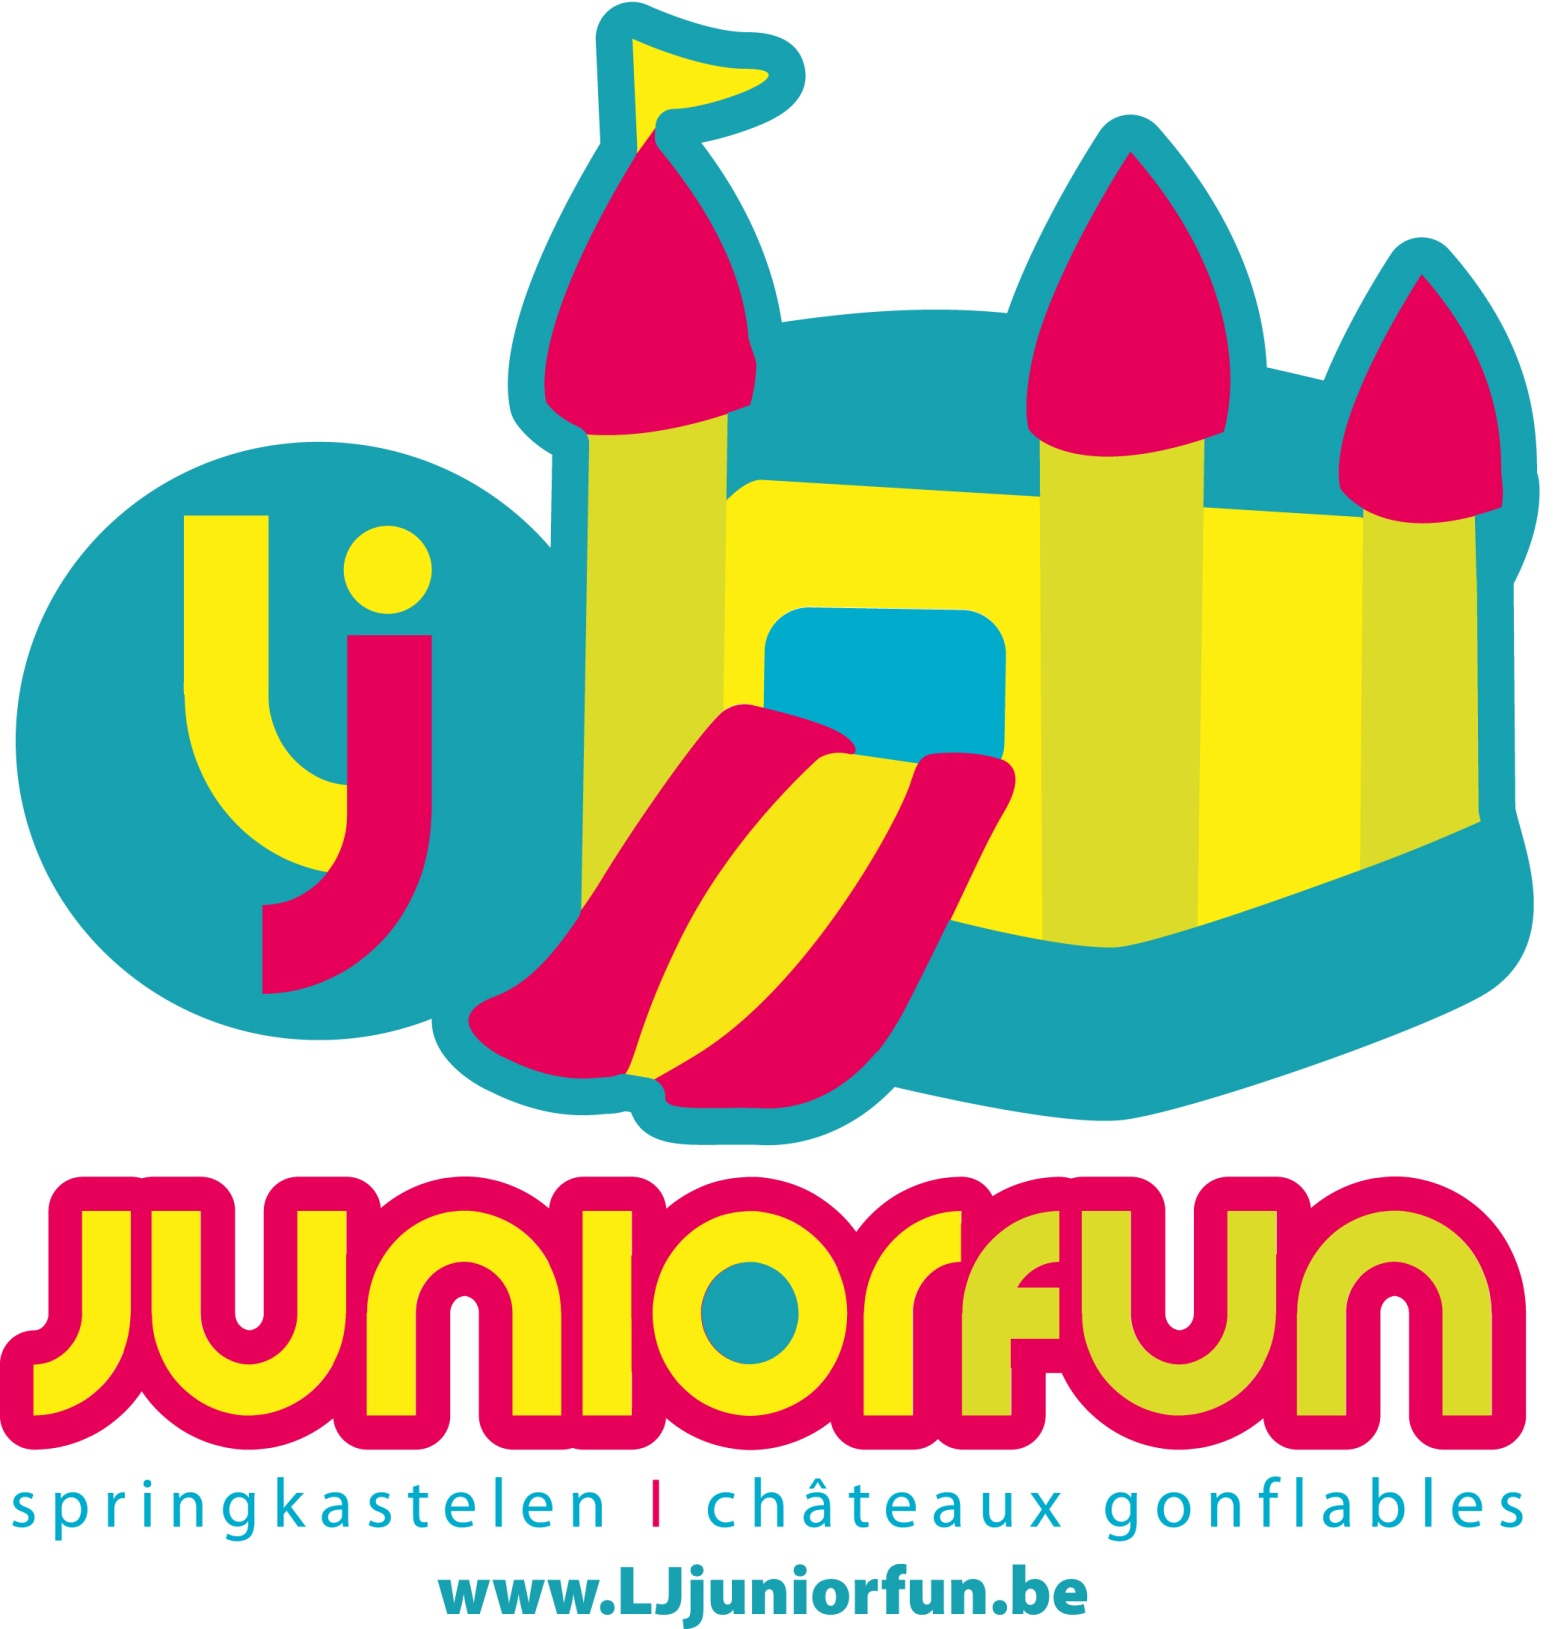 LJ
juniorfun
springkastelen | châteaux gonflables
www.LJjuniorfun.be